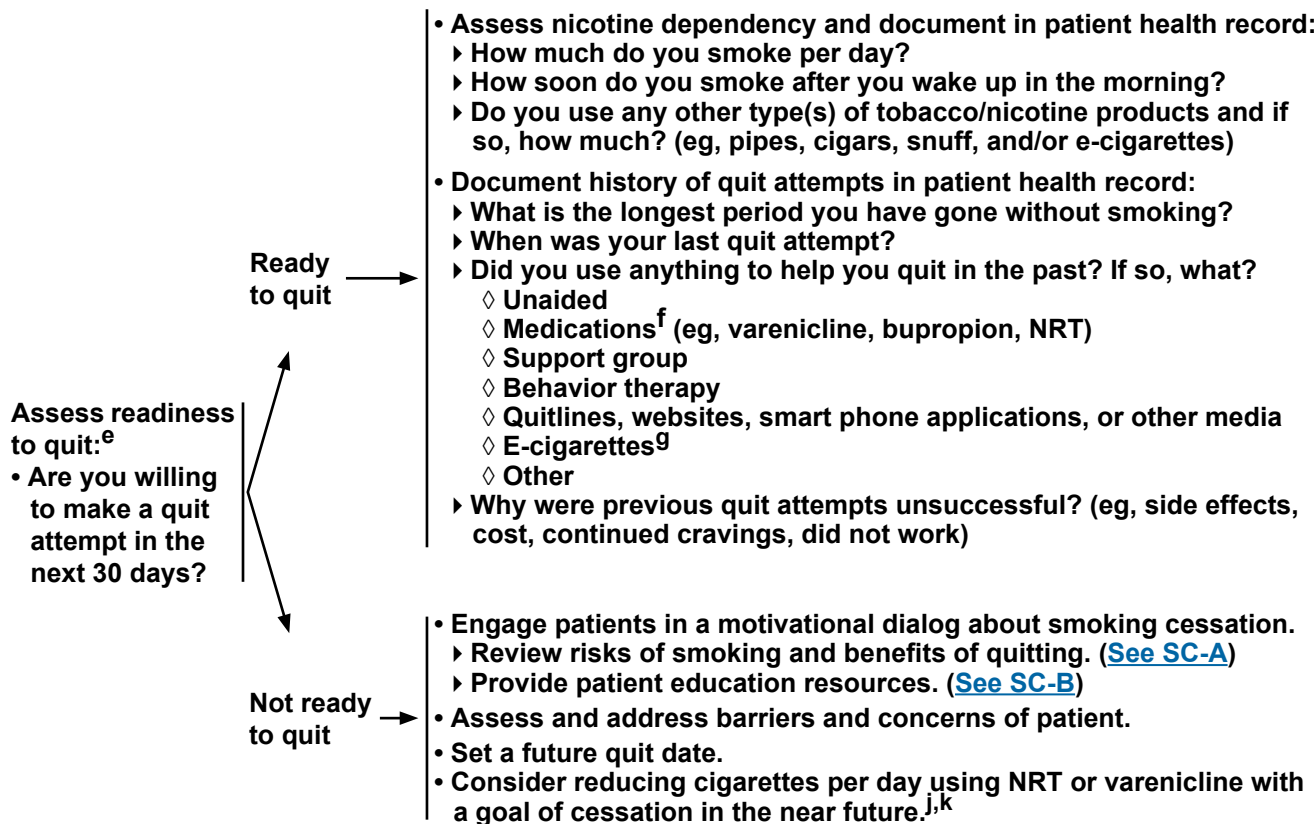 Assess readiness
to quit:e
• Are you willing
to make a quit
attempt in the
next 30 days?
Ready
to quit
• Assess nicotine dependency and document in patient health record:
▸ How much do you smoke per day?
▸ How soon do you smoke after you wake up in the morning?
▸ Do you use any other type(s) of tobacco/nicotine products and if
so, how much? (eg, pipes, cigars, snuff, and/or e-cigarettes)
• Document history of quit attempts in patient health record:
▸ What is the longest period you have gone without smoking?
▸ When was your last quit attempt?
▸ Did you use anything to help you quit in the past? If so, what?
◊ Unaided
◊ Medicationsf (eg, varenicline, bupropion, NRT)
◊ Support group
◊ Behavior therapy
◊ Quitlines, websites, smart phone applications, or other media
◊ E-cigarettesg
◊ Other
▸ Why were previous quit attempts unsuccessful? (eg, side effects,
cost, continued cravings, did not work)
Not ready
to quit
• Engage patients in a motivational dialog about smoking cessation.
▸ Review risks of smoking and benefits of quitting. (See SC-A)
▸ Provide patient education resources. (See SC-B)
• Assess and address barriers and concerns of patient.
• Set a future quit date.
• Consider reducing cigarettes per day using NRT or varenicline with
a goal of cessation in the near future.j,k